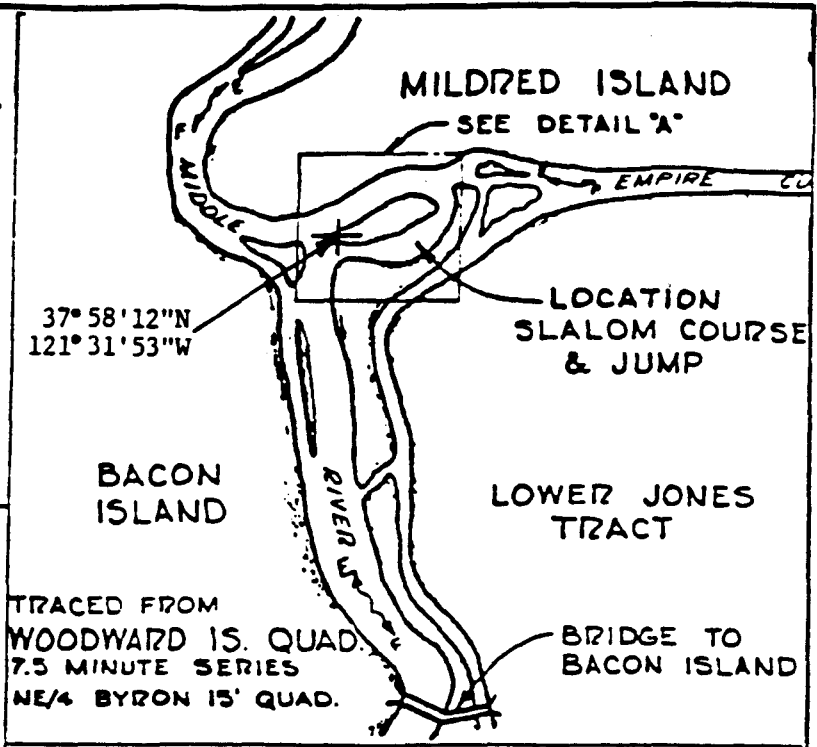 MILDRED ISLAND
SEE DETAIL "A"
E
F
MIDDLE
EMPIRE CU
37° 58'12"N
121° 31'53"W
LOCATION
SLALOM COURSE
& JUMP
BACON
ISLAND
RIVER
E
F
LOWER JONES
TRACT
TRACED FROM
WOODWARD IS. QUAD.
7.5 MINUTE SERIES
NE/4 BYRON 15' QUAD.
BRIDGE TO
BACON ISLAND